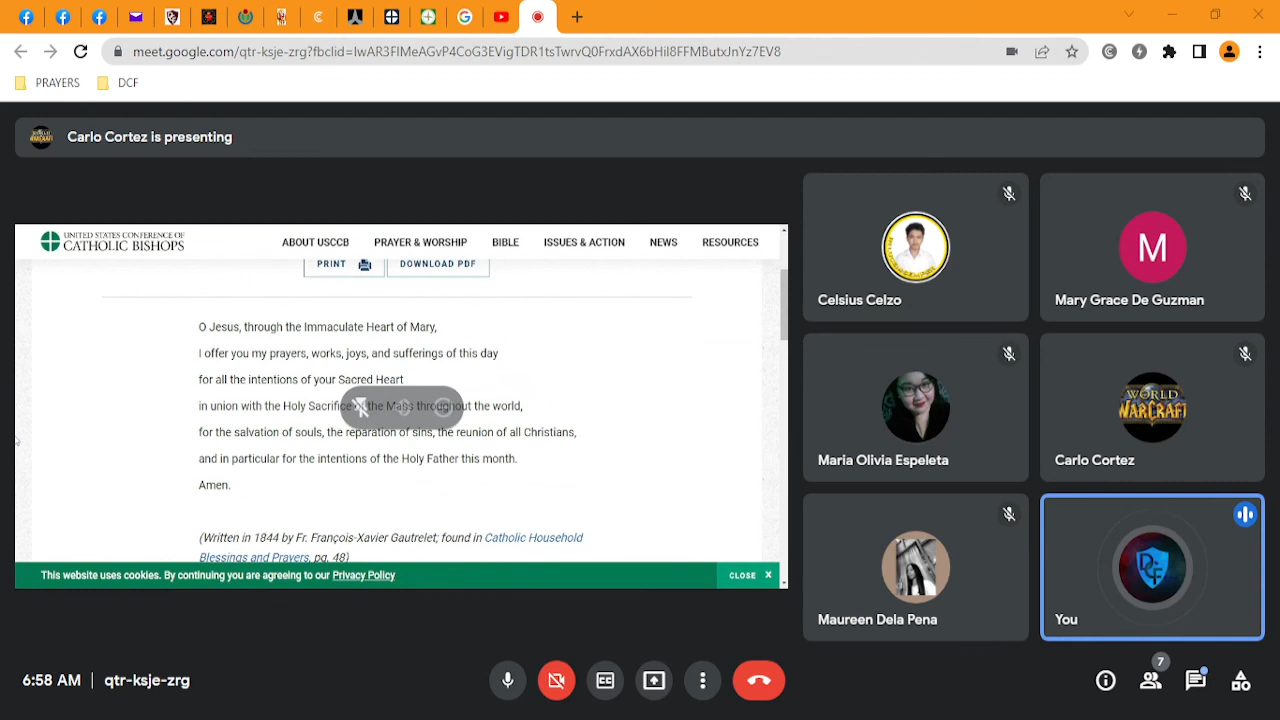 meet.google.com/qtr-ksje-zrg?fbclid=IwAR3FlMeAGvP4CoG3EVigTDR1tsTwrvQ0FrxdAX6bHil8FFMButxJnYz7EV8
PRAYERS DCF
Carlo Cortez is presenting
UNITED STATES CONFERENCE OF
CATHOLIC BISHOPS
ABOUT USCCB PRAYER & WORSHIP BIBLE ISSUES & ACTION NEWS RESOURCES
PRINT DOWNLOAD PDF
O Jesus, through the Immaculate Heart of Mary,
I offer you my prayers, works, joys, and sufferings of this day
for all the intentions of your Sacred Heart
in union with the Holy Sacrifice of the Mass throughout the world,
for the salvation of souls, the reparation of sins, the reunion of all Christians,
and in particular for the intentions of the Holy Father this month.
Amen.
(Written in 1844 by Fr. François-Xavier Gautrelet; found in Catholic Household
Blessings and Prayers, pg. 48)
This website uses cookies. By continuing you are agreeing to our Privacy Policy
CLOSE X
Celsius Celzo
M
Mary Grace De Guzman
Maria Olivia Espeleta
WORLD
WARCRAFT
Carlo Cortez
Maureen Dela Pena
DCF
You
6:58 AM | qtr-ksje-zrg
7